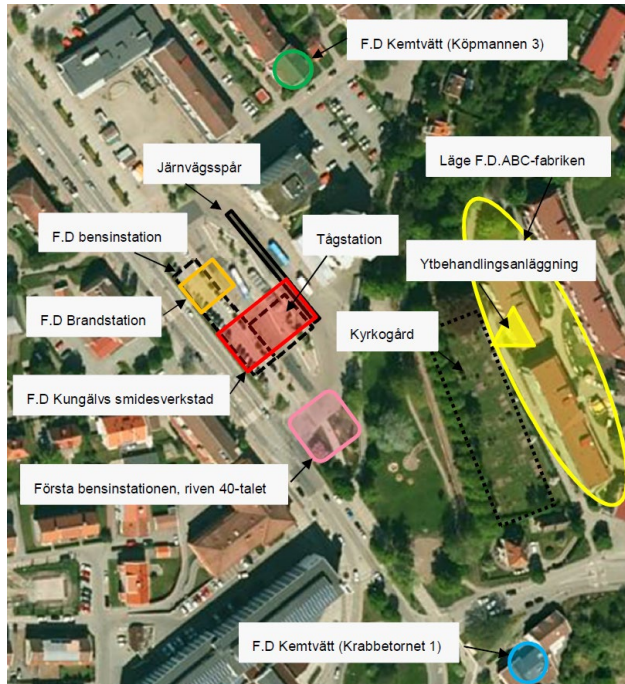 F.D Kemtvätt (Köpmannen 3)
Läge F.D.ABC-fabriken
Järnvägsspår
Tågstation
F.D bensinstation
Ytbehandlingsanläggning
F.D Brandstation
Kyrkogård
F.D Kungälvs smidesverkstad
Första bensinstationen, riven 40-talet
F.D Kemtvätt (Krabbetornet 1)